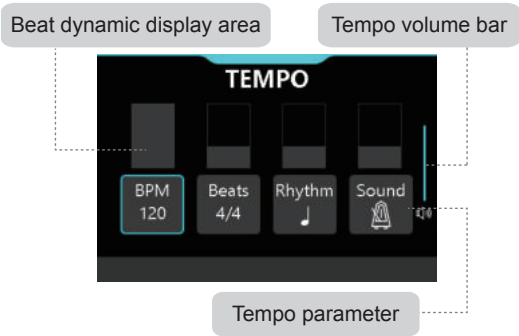 Beat dynamic display area
Tempo volume bar
TEMPO
BPM
120
Beats
4/4
Rhythm
Sound
Tempo parameter